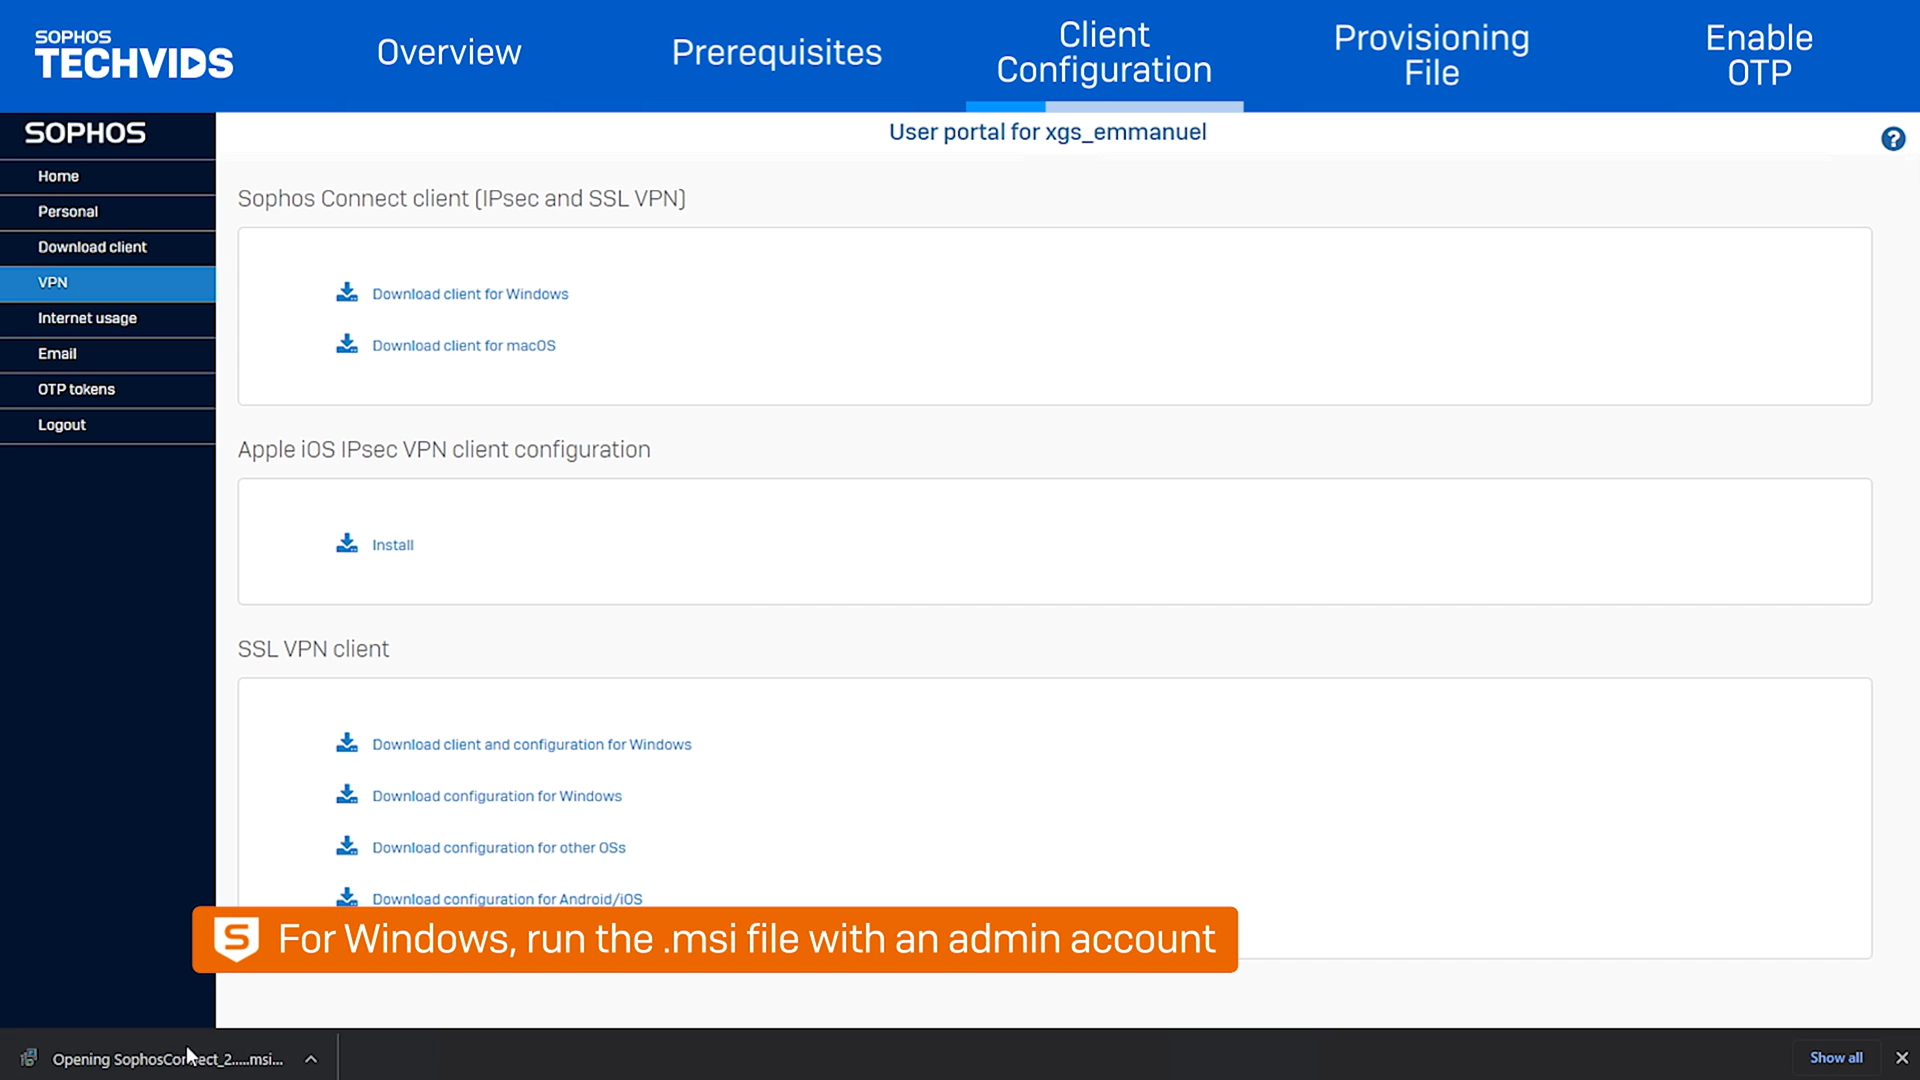 SOPHOS
TECHVIDS
Overview
Prerequisites
Client
Configuration
Provisioning
File
Enable
OTP
SOPHOS
User portal for xgs_emmanuel
?
Home
Personal
Download client
VPN
Internet usage
Email
OTP tokens
Logout
Sophos Connect client (IPsec and SSL VPN)
Download client for Windows
Download client for macOS
Apple iOS IPsec VPN client configuration
Install
SSL VPN client
Download client and configuration for Windows
Download configuration for Windows
Download configuration for other OSs
Download configuration for Android/iOS
S For Windows, run the .msi file with an admin account
Opening SophosConnect_2.....msi...
Show all